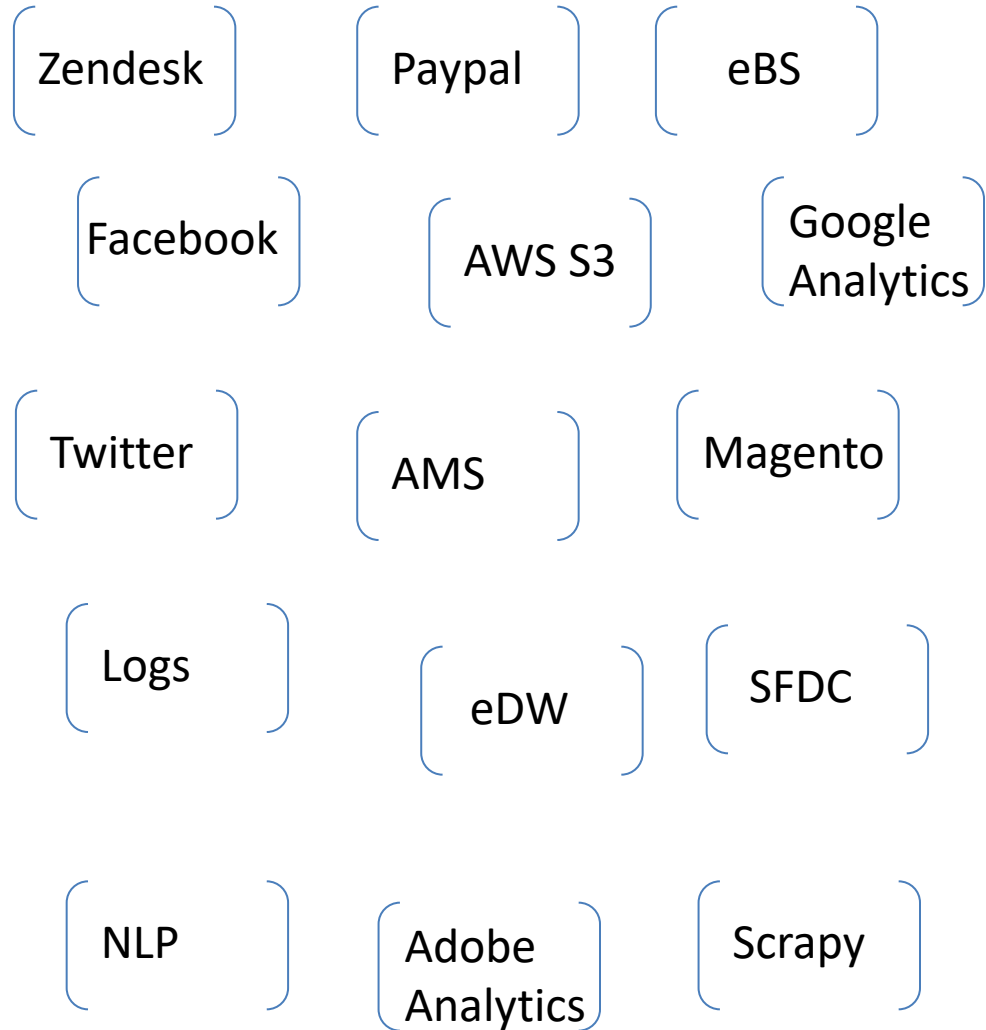 Zendesk
Paypal
eBS
Facebook
AWS S3
Google
Analytics
Twitter
AMS
Magento
Logs
eDW
SFDC
NLP
Adobe
Analytics
Scrapy